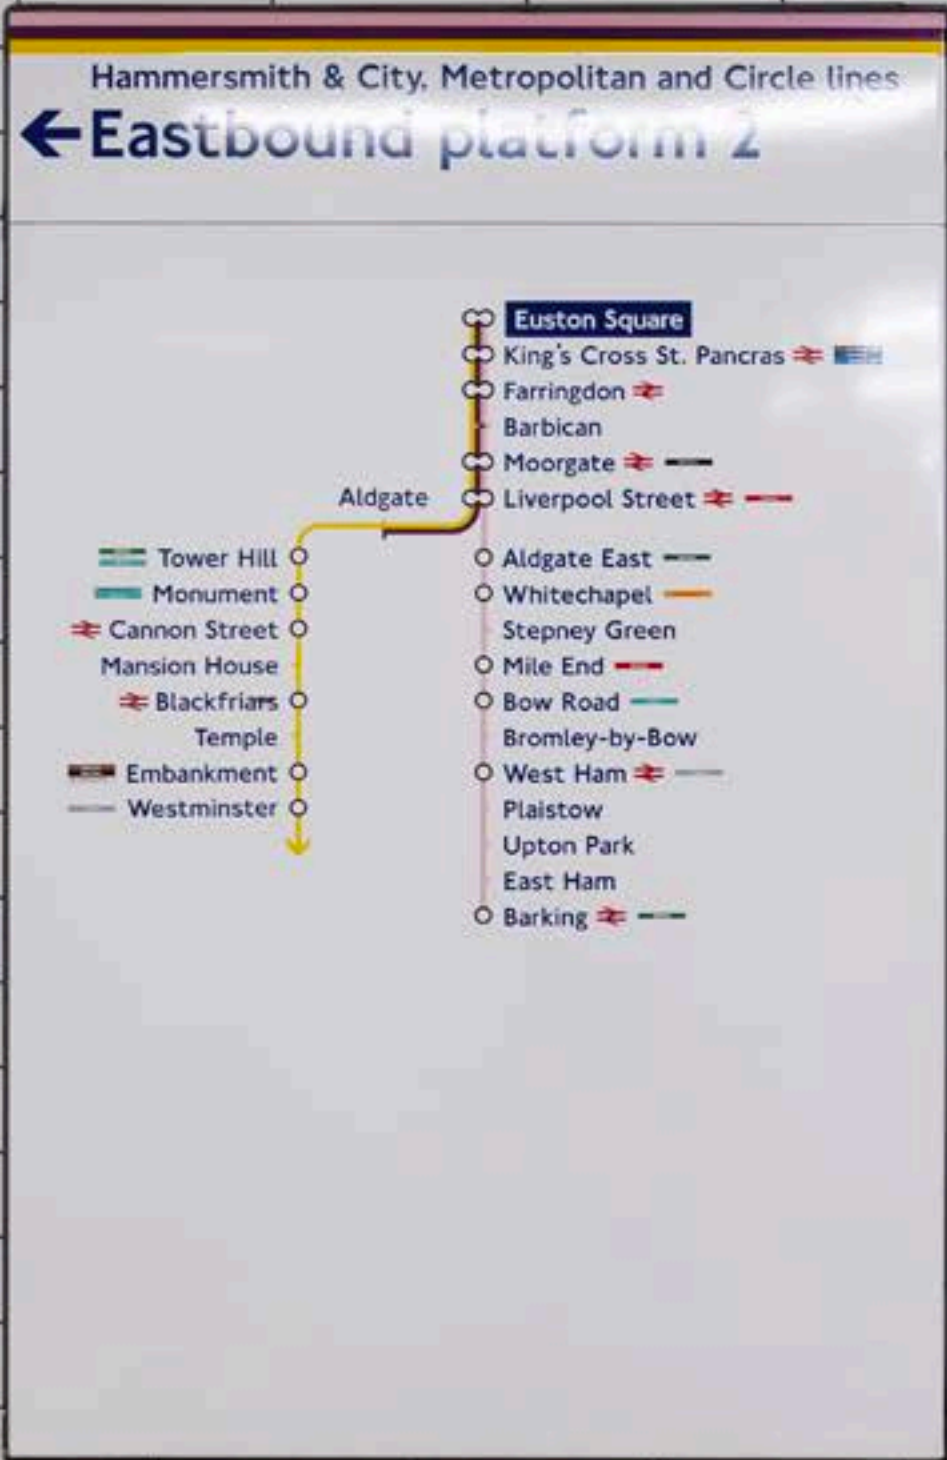 Hammersmith & City, Metropolitan and Circle lines
←Eastbound platform 2
Euston Square
King's Cross St. Pancras
Farringdon
Barbican
Moorgate
Liverpool Street
Aldgate
Tower Hill
Monument
Cannon Street
Mansion House
Blackfriars
Temple
Embankment
Westminster
Aldgate East
Whitechapel
Stepney Green
Mile End
Bow Road
Bromley-by-Bow
West Ham
Plaistow
Upton Park
East Ham
Barking